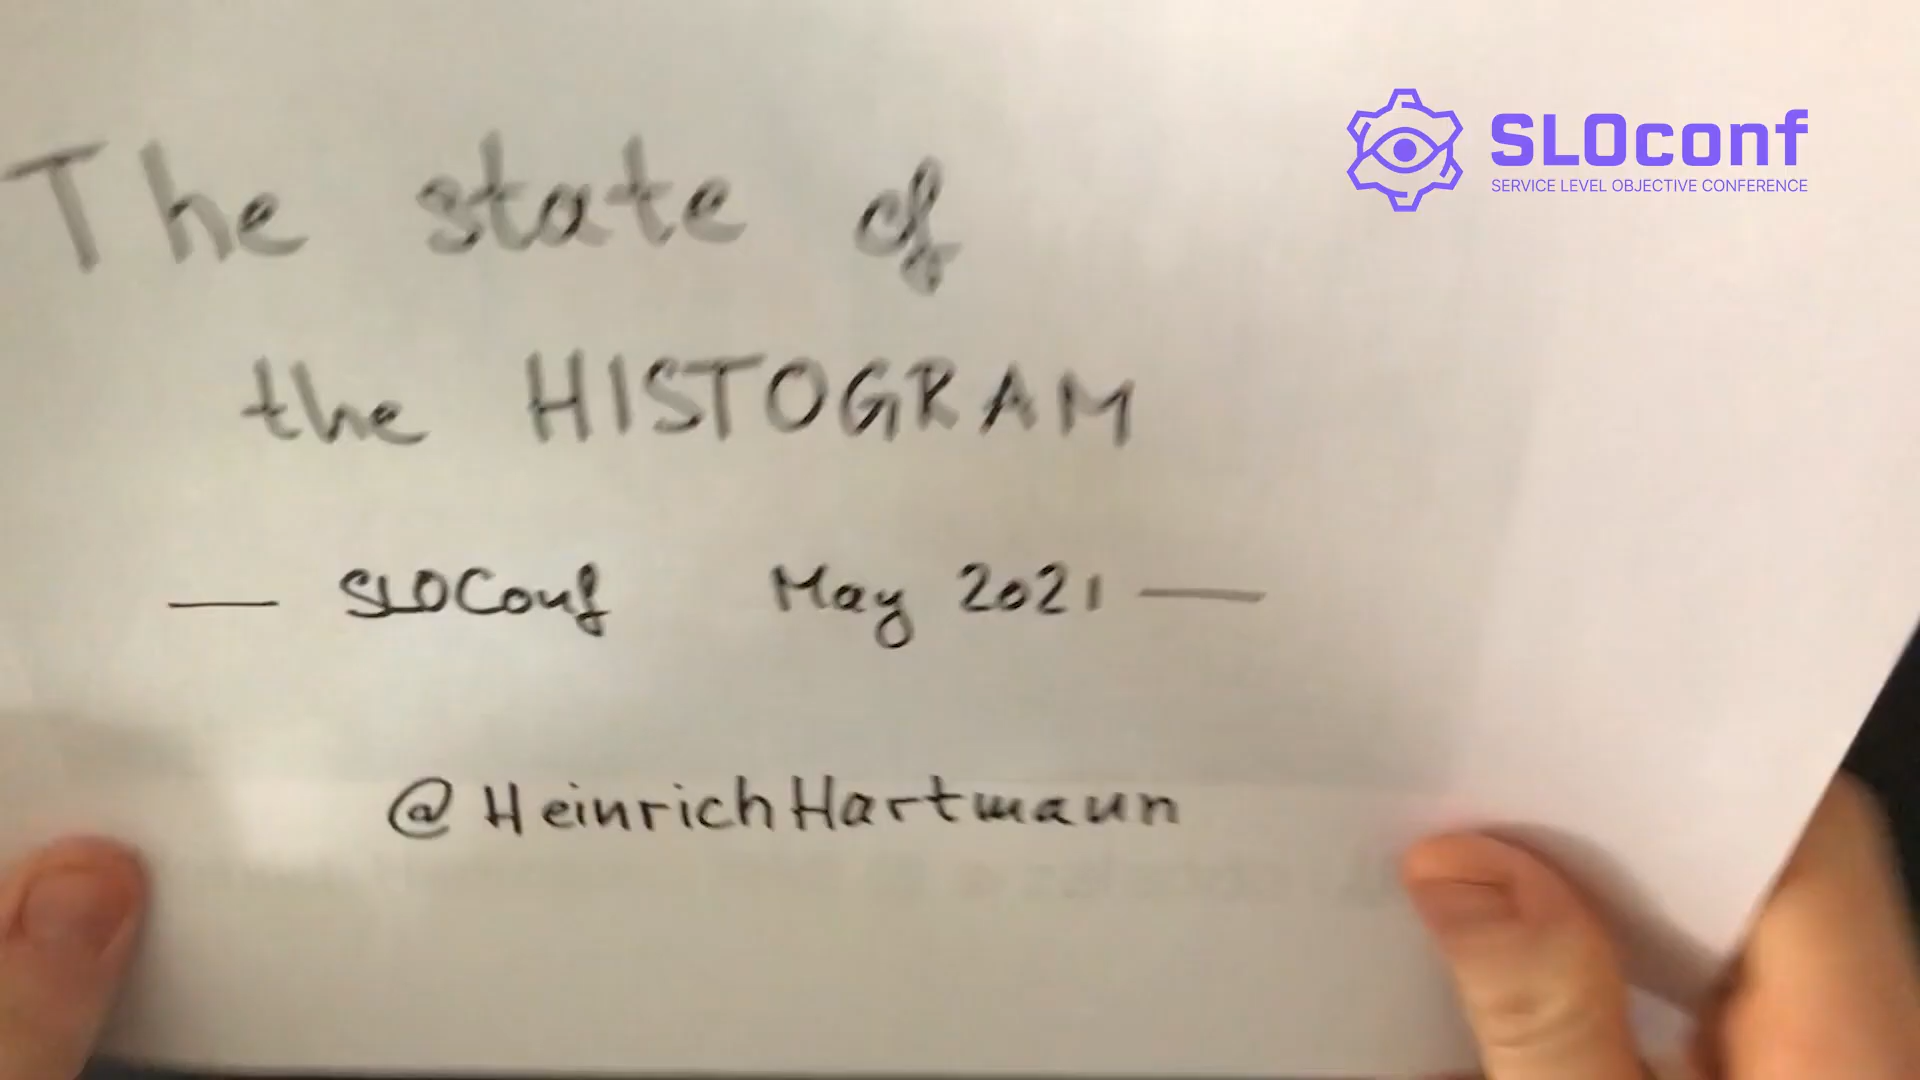 The state of
the HISTOGRAM
— SLOConf May 2021 —
@HeinrichHartmann
SLOconf
SERVICE LEVEL OBJECTIVE CONFERENCE